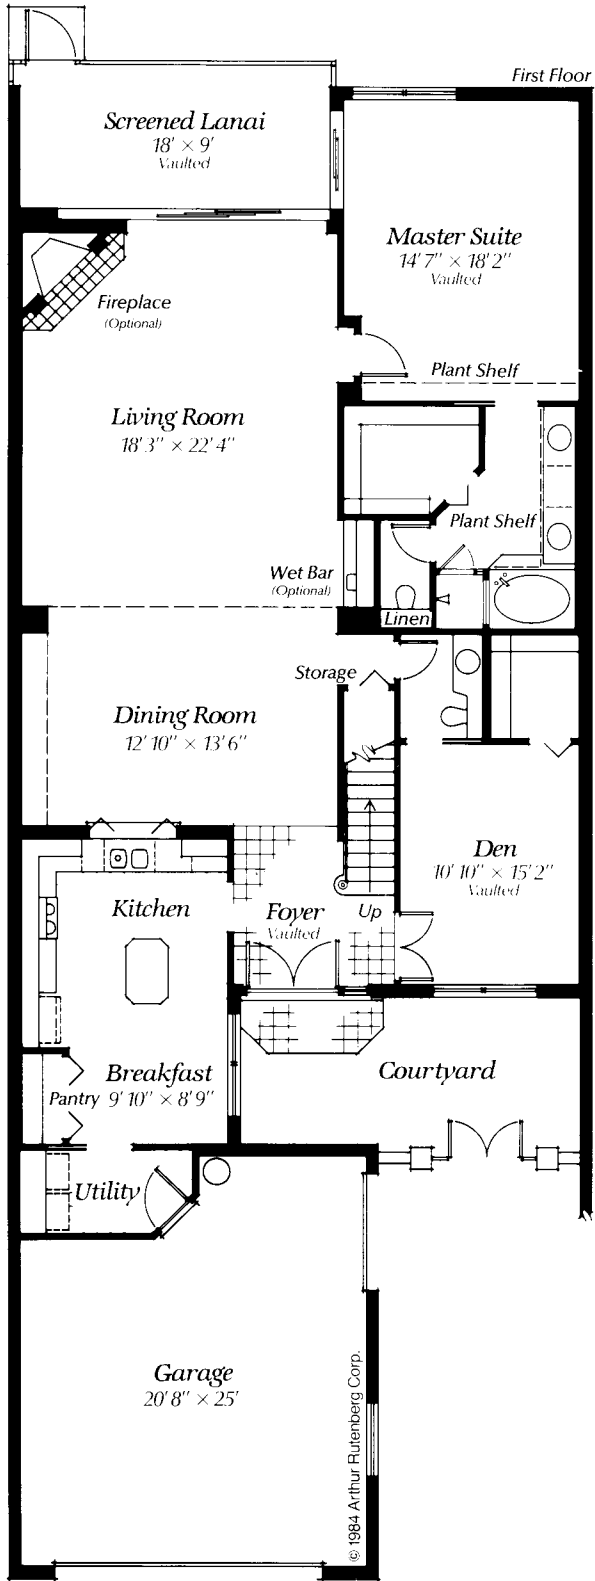 First Floor
Screened Lanai
18' × 9'
Vaulted
Master Suite
14'7" × 18'2"
Vaulted
Fireplace
(Optional)
Plant Shelf
Living Room
18'3" × 22'4"
Plant Shelf
Wet Bar
(Optional)
Linen
Storage
Dining Room
12'10" × 13'6"
Den
10'10" × 15'2"
Vaulted
Kitchen
Foyer
Vaulted
Up
Breakfast
9'10" × 8'9"
Pantry
Courtyard
Utility
Garage
20'8" × 25'
© 1984 Arthur Rutenberg Corp.